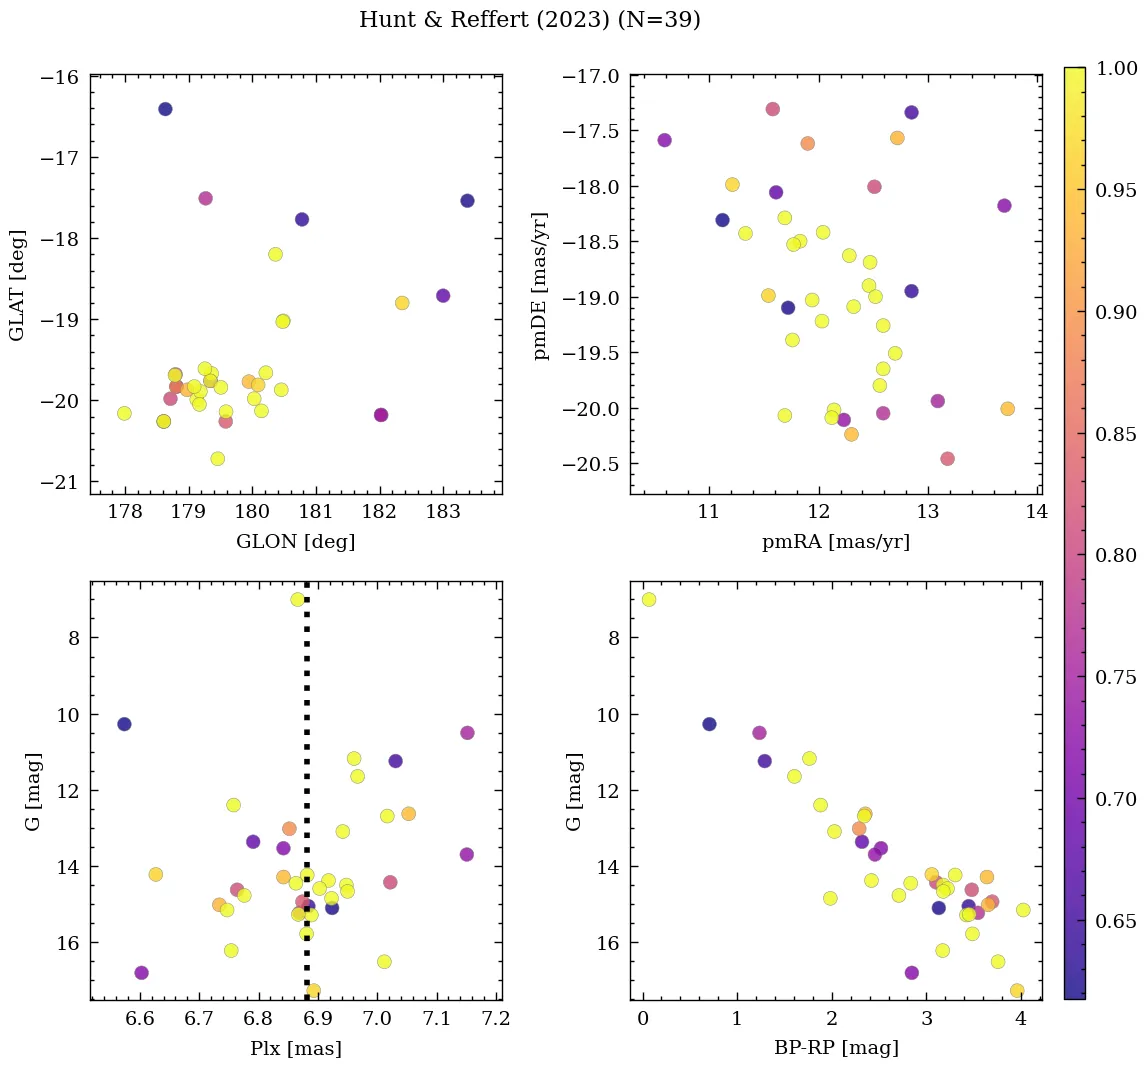 Hunt & Reffert (2023) (N=39)
−16
−17
−18
−19
−20
−21
GLAT [deg]
178 179 180 181 182 183
GLON [deg]
−17.0
−17.5
−18.0
−18.5
−19.0
−19.5
−20.0
−20.5
pmDE [mas/yr]
11 12 13 14
pmRA [mas/yr]
8
10
12
14
16
G [mag]
6.6 6.7 6.8 6.9 7.0 7.1 7.2
Plx [mas]
8
10
12
14
16
G [mag]
0 1 2 3 4
BP-RP [mag]
1.00
0.95
0.90
0.85
0.80
0.75
0.70
0.65